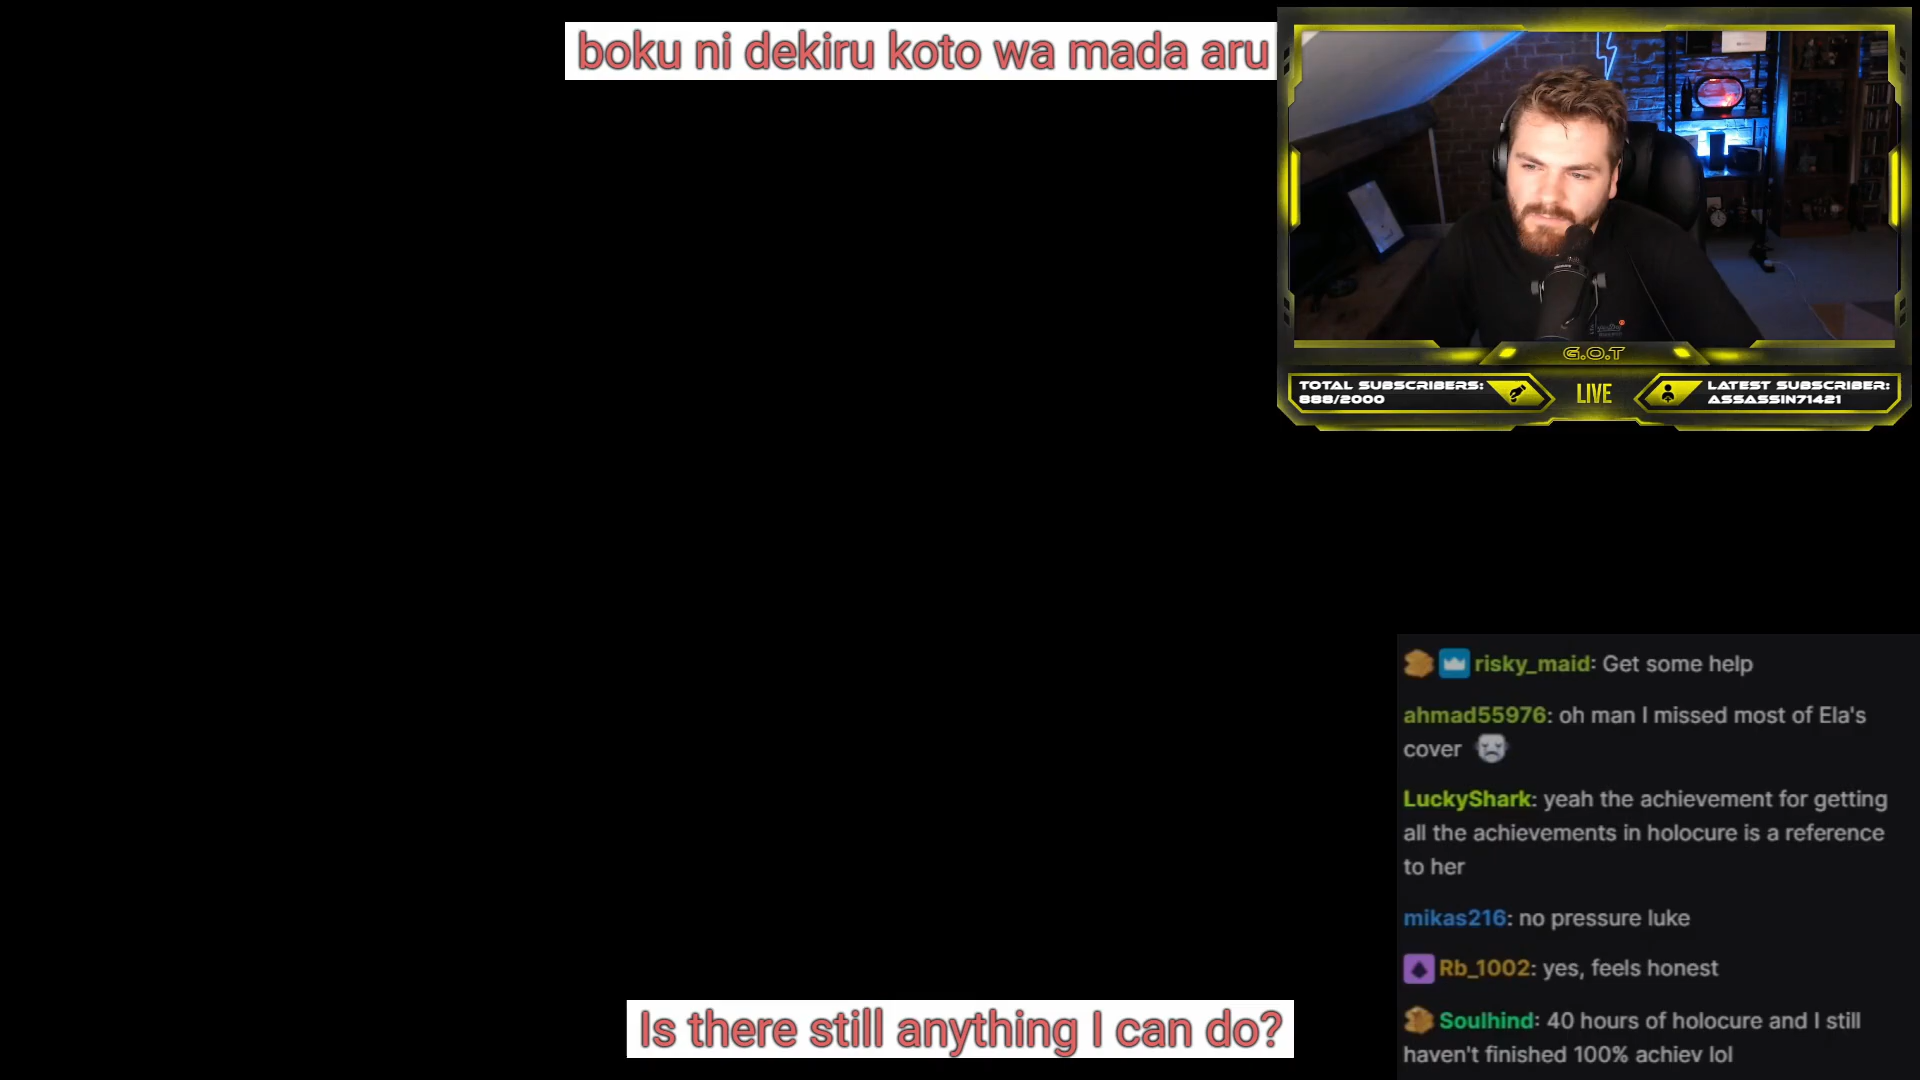 boku ni dekiru koto wa mada aru
G.O.T
TOTAL SUBSCRIBERS:
888/2000
LIVE
LATEST SUBSCRIBER:
ASSASSIN71421
risky_maid: Get some help
ahmad55976: oh man I missed most of Ela's
cover
LuckyShark: yeah the achievement for getting
all the achievements in holocure is a reference
to her
mikas216: no pressure luke
Rb_1002: yes, feels honest
Soulhind: 40 hours of holocure and I still
haven't finished 100% achiev lol
Is there still anything I can do?